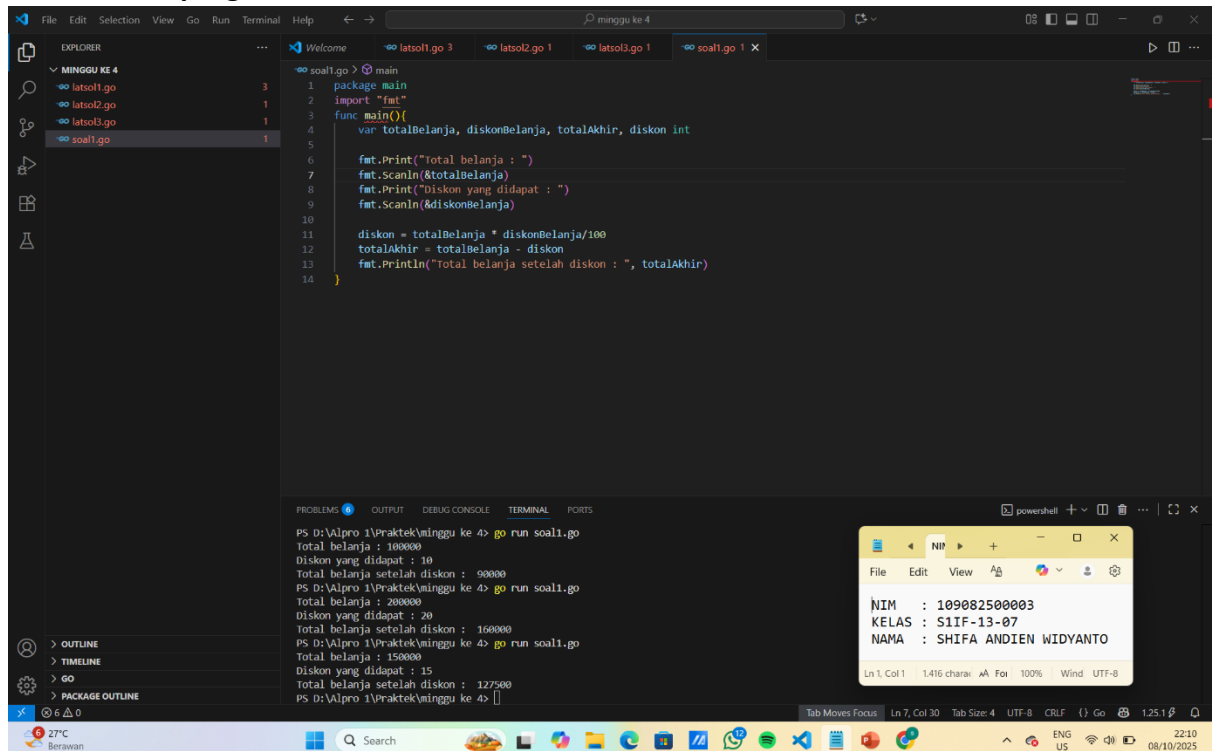 File Edit Selection View Go Run Terminal Help
minggu ke 4
EXPLORER
MINGGU KE 4
latsol1.go 3
latsol2.go 1
latsol3.go 1
soal1.go 1
Welcome latsol1.go 3 latsol2.go 1 latsol3.go 1 soal1.go 1
soal1.go > main
1 package main
2 import "fmt"
3 func main(){
4 var totalBelanja, diskonBelanja, totalAkhir, diskon int
5
6 fmt.Print("Total belanja : ")
7 fmt.Scanln(&totalBelanja)
8 fmt.Print("Diskon yang didapat : ")
9 fmt.Scanln(&diskonBelanja)
10
11 diskon = totalBelanja * diskonBelanja/100
12 totalAkhir = totalBelanja - diskon
13 fmt.Println("Total belanja setelah diskon : ", totalAkhir)
14 }
PROBLEMS 6 OUTPUT DEBUG CONSOLE TERMINAL PORTS
powershell
PS D:\Alpro 1\Praktek\minggu ke 4> go run soal1.go
Total belanja : 100000
Diskon yang didapat : 10
Total belanja setelah diskon :  90000
PS D:\Alpro 1\Praktek\minggu ke 4> go run soal1.go
Total belanja : 200000
Diskon yang didapat : 20
Total belanja setelah diskon :  160000
PS D:\Alpro 1\Praktek\minggu ke 4> go run soal1.go
Total belanja : 150000
Diskon yang didapat : 15
Total belanja setelah diskon :  127500
PS D:\Alpro 1\Praktek\minggu ke 4>
File Edit View
NIM : 109082500003
KELAS : S1IF-13-07
NAMA : SHIFA ANDIEN WIDYANTO
Ln 1, Col 1 100% Wind UTF-8
OUTLINE
TIMELINE
GO
PACKAGE OUTLINE
6 0 Tab Moves Focus Ln 7, Col 30 Tab Size: 4 UTF-8 CRLF {} Go 1.25.1
27°C
Berawan
Search
ENG
US
22:10
08/10/2025